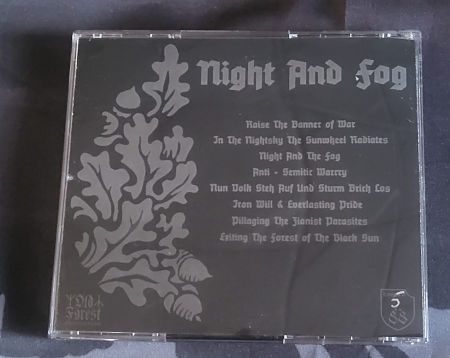 Night And Fog
Raise The Banner of War
In The Nightsky The Sunwheel Radiates
Night And The Fog
Anti - Semitic Warcry
Nun Volk Steh Auf Und Sturm Brich Los
Iron Will & Everlasting Pride
Pillaging The Zionist Parasites
Exiting The Forest of The Black Sun
Old
Forest